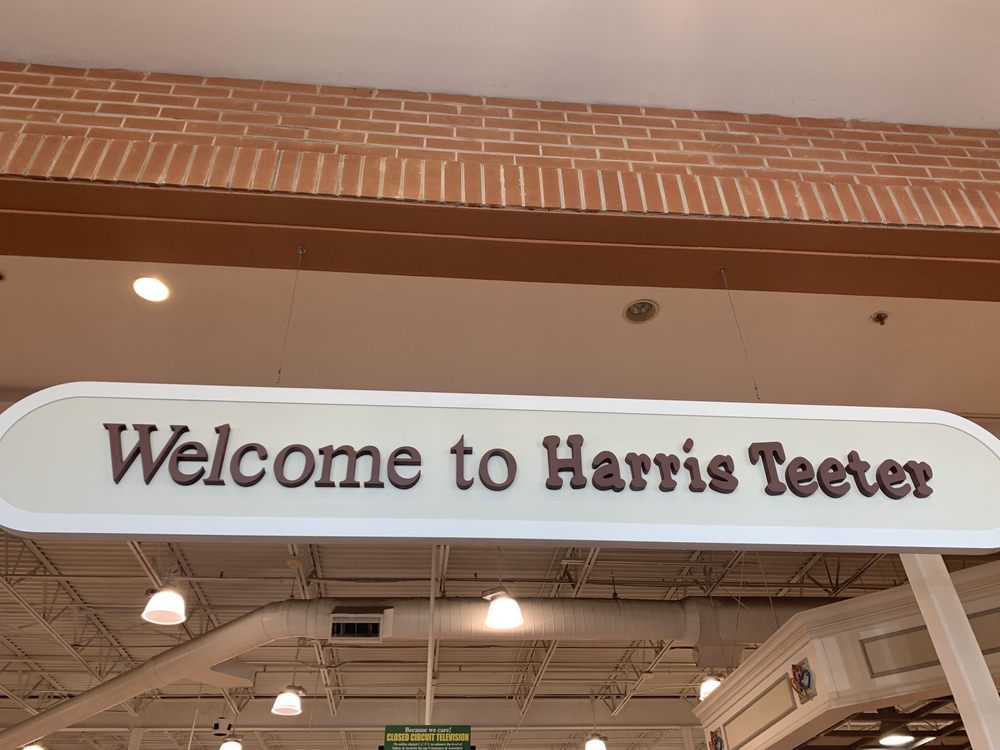 Welcome to Harris Teeter
Because we care!
CLOSED CIRCUIT TELEVISION